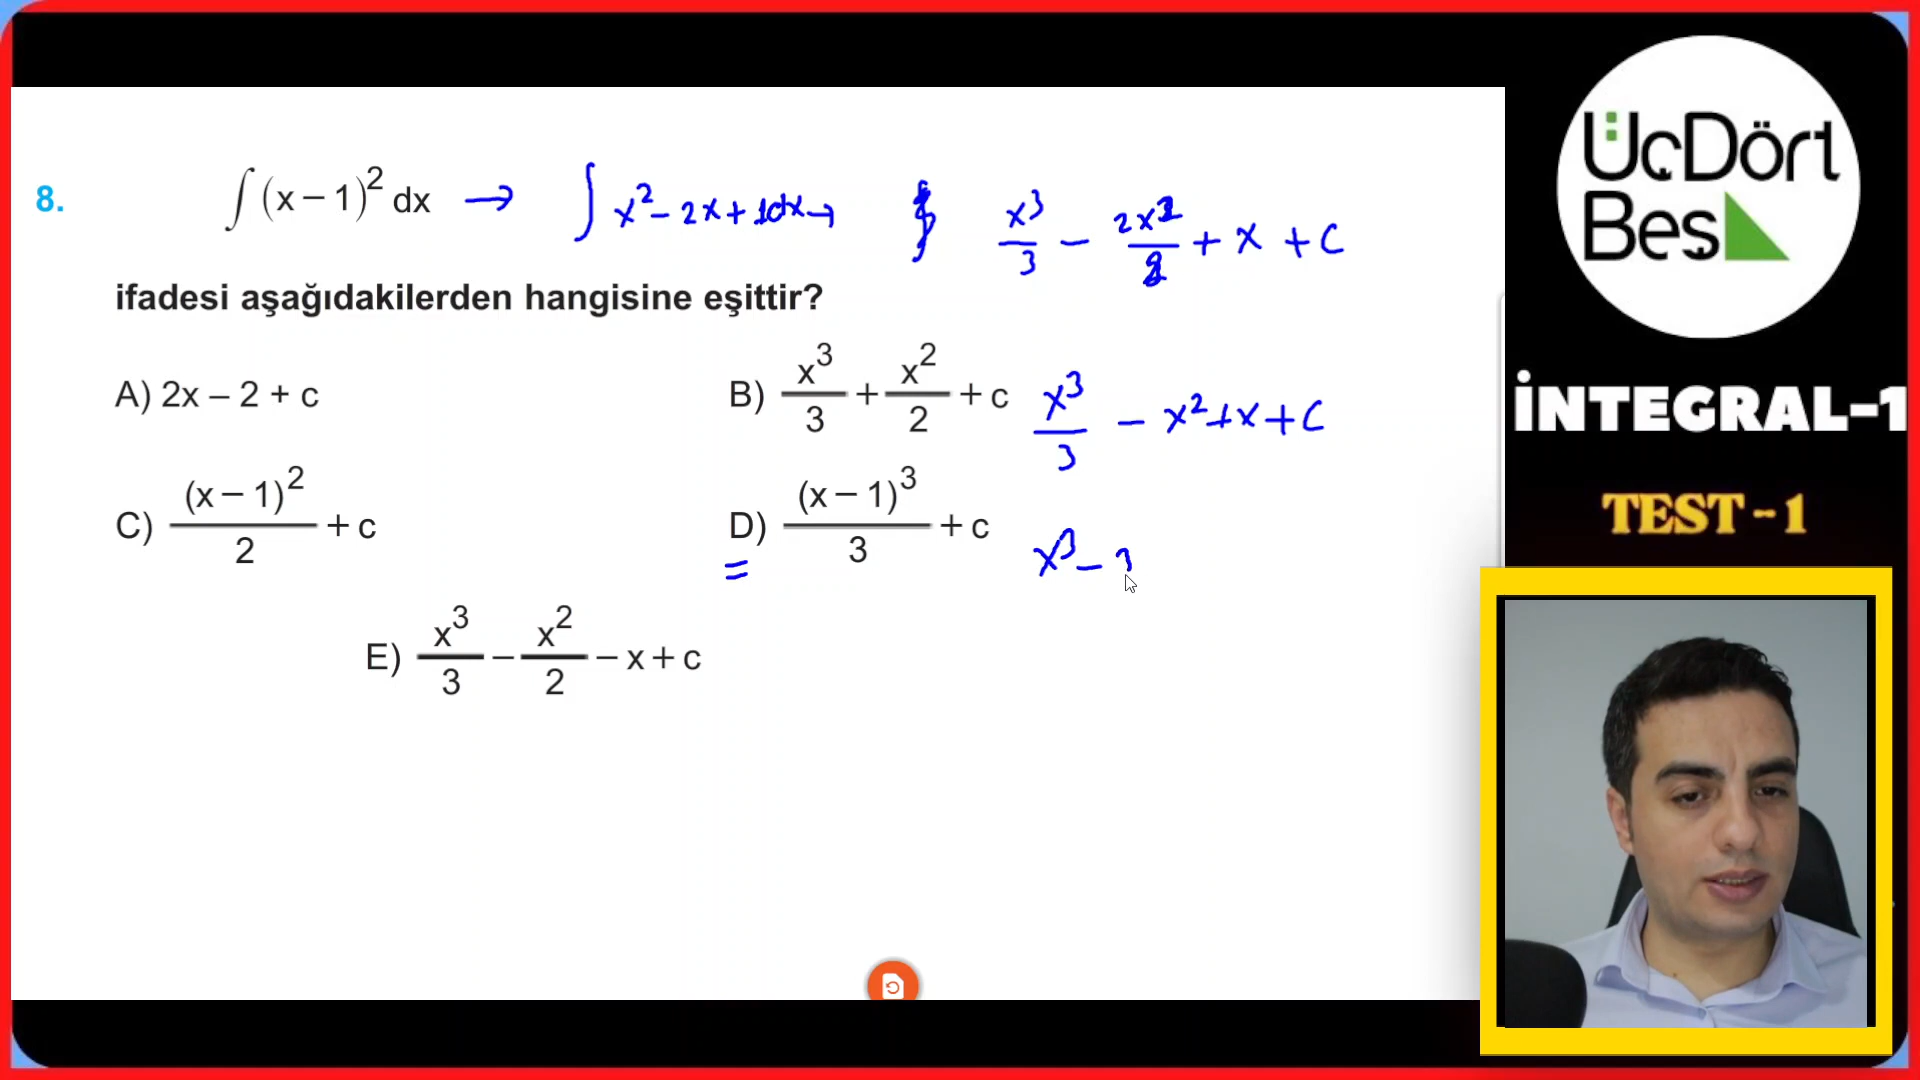 8. ∫(x – 1)² dx → ∫ x² - 2x + 1dx → x³/3 - 2x²/2 + x + c
ifadesi aşağıdakilerden hangisine eşittir?
A) 2x – 2 + c
B) x³/3 + x²/2 + c
x³/3 - x² + x + c
C) (x – 1)²/2 + c
D) (x – 1)³/3 + c
=
x³ -
E) x³/3 – x²/2 – x + c
ÜçDört
Beş
İNTEGRAL-1
TEST - 1